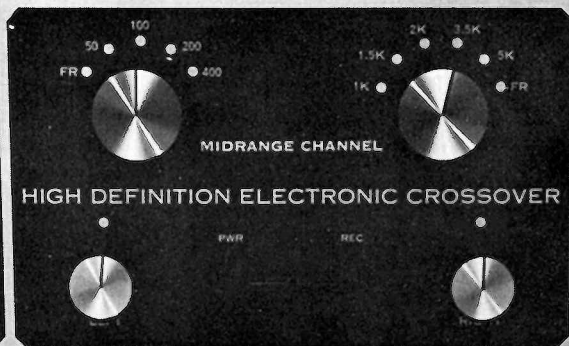 100
50 200
FR 400
2K 3.5K
1.5K 5K
1K FR
MIDRANGE CHANNEL
HIGH DEFINITION ELECTRONIC CROSSOVER
PWR REC